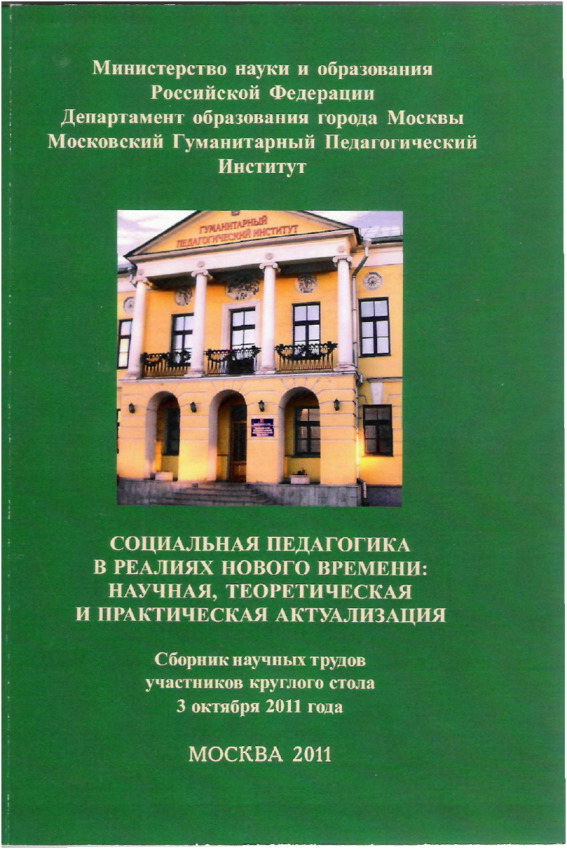 Министерство науки и образования
Российской Федерации
Департамент образования города Москвы
Московский Гуманитарный Педагогический
Институт
ГУМАНИТАРНЫЙ
ПЕДАГОГИЧЕСКИЙ ИНСТИТУТ
СОЦИАЛЬНАЯ ПЕДАГОГИКА
В РЕАЛИЯХ НОВОГО ВРЕМЕНИ:
НАУЧНАЯ, ТЕОРЕТИЧЕСКАЯ
И ПРАКТИЧЕСКАЯ АКТУАЛИЗАЦИЯ
Сборник научных трудов
участников круглого стола
3 октября 2011 года
МОСКВА 2011